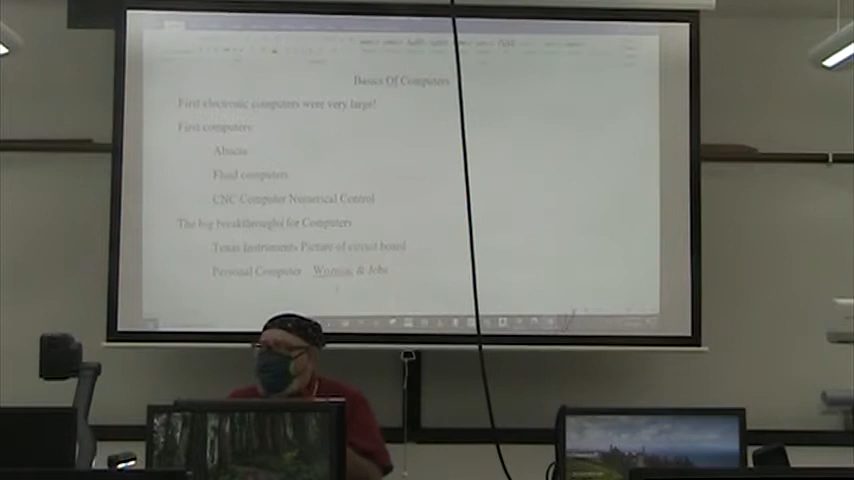 Basics Of Computers
First electronic computers were very large!
First computers:
Abacus
Fluid computers
CNC Computer Numerical Control
The big breakthroughs for Computers
Texas Instruments Picture of circuit board
Personal Computer Wozniac & Jobs